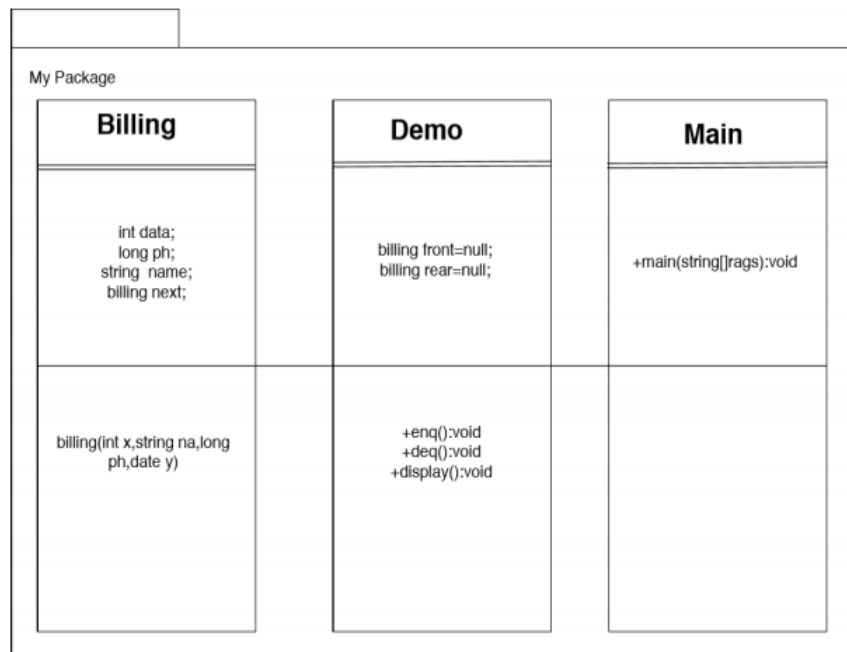 My Package
Billing
int data;
long ph;
string name;
billing next;
billing(int x,string na,long
ph,date y)
Demo
billing front=null;
billing rear=null;
+enq():void
+deq():void
+display():void
Main
+main(string[]rags):void